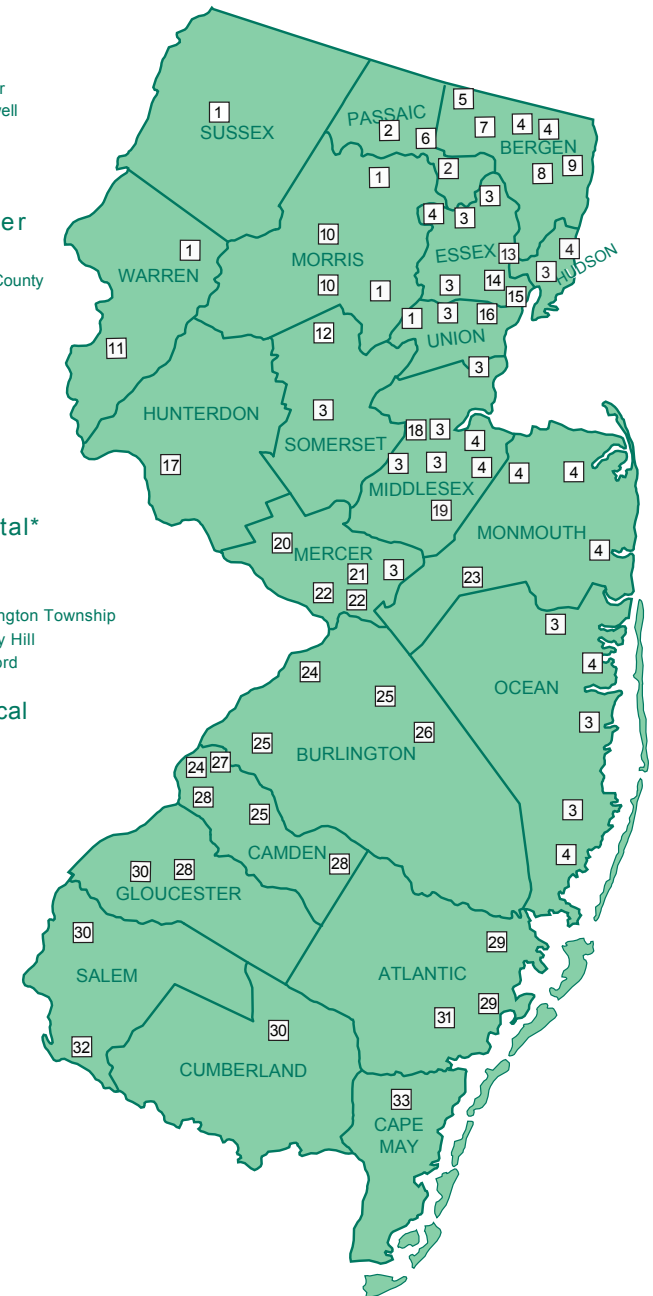 r
ell
er
County
tal*
ngton Township
y Hill
ord
cal
5
1
PASSAIC
7
4
4
SUSSEX
2
6
BERGEN
2
8
9
1
3
4
3
10
1
ESSEX
13
4
HUDSON
WARREN
MORRIS
3
10
1
3
14
15
1
3
16
12
UNION
11
3
HUNTERDON
3
18
3
4
SOMERSET
17
3
3
4
4
4
MIDDLESEX
19
MONMOUTH
20
MERCER
4
21
3
23
22
22
3
24
4
OCEAN
25
3
26
25
BURLINGTON
24
27
28
25
3
CAMDEN
28
4
30
28
GLOUCESTER
30
29
SALEM
ATLANTIC
29
31
30
32
CUMBERLAND
33
CAPE
MAY